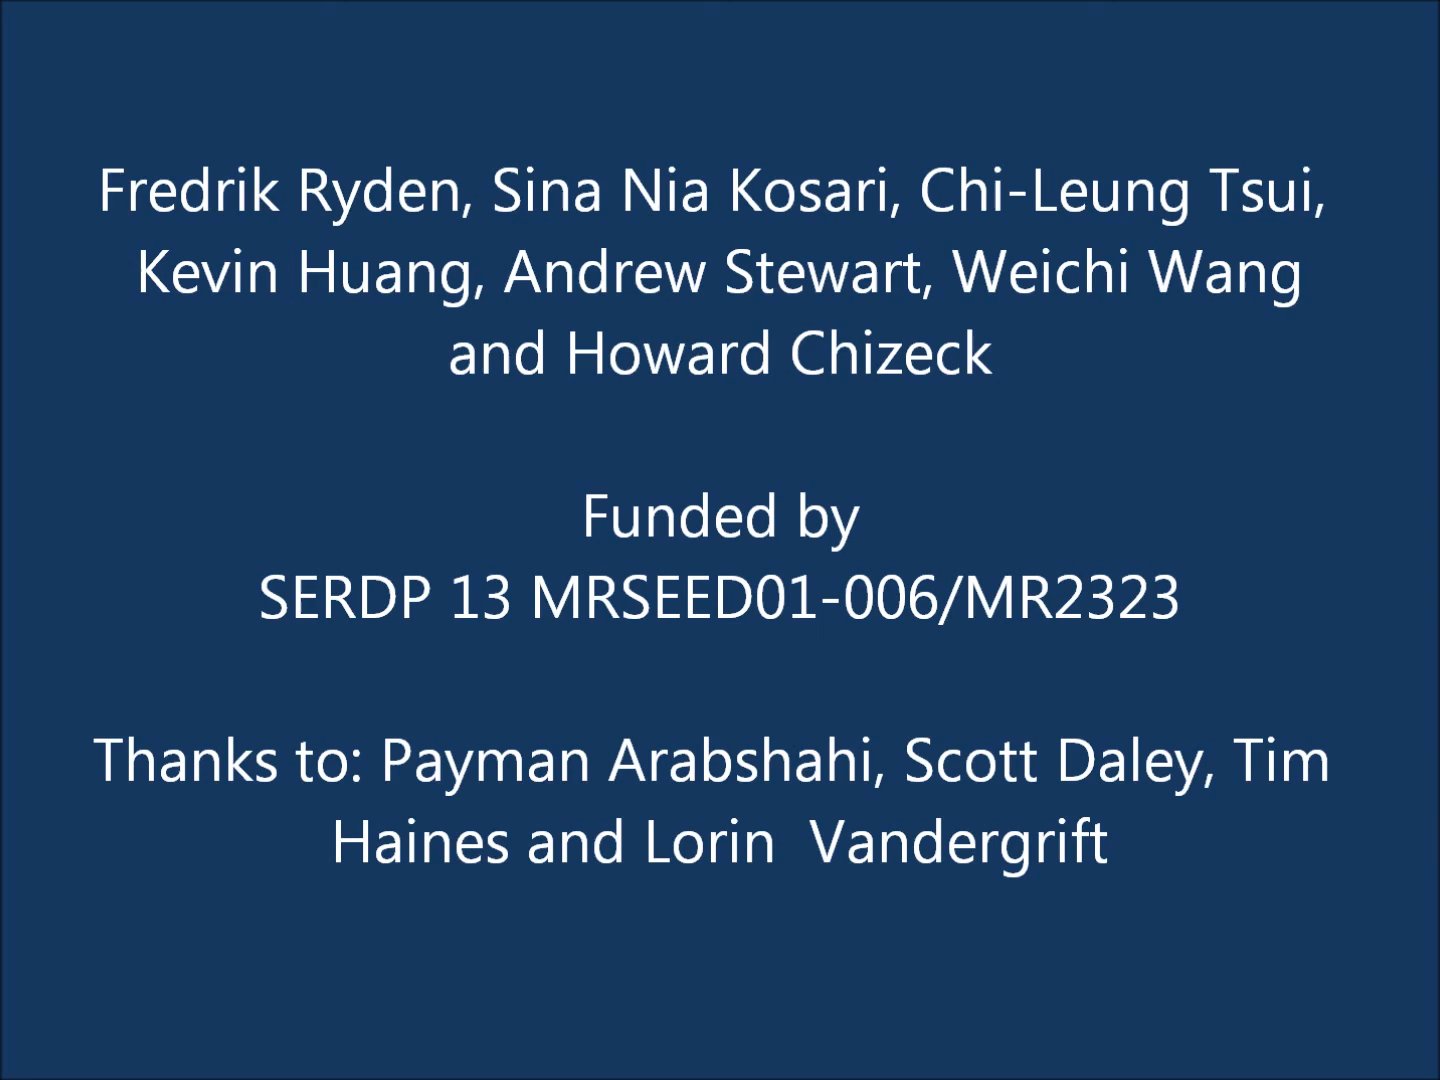 Fredrik Ryden, Sina Nia Kosari, Chi-Leung Tsui,
Kevin Huang, Andrew Stewart, Weichi Wang
and Howard Chizeck
Funded by
SERDP 13 MRSEED01-006/MR2323
Thanks to: Payman Arabshahi, Scott Daley, Tim
Haines and Lorin  Vandergrift